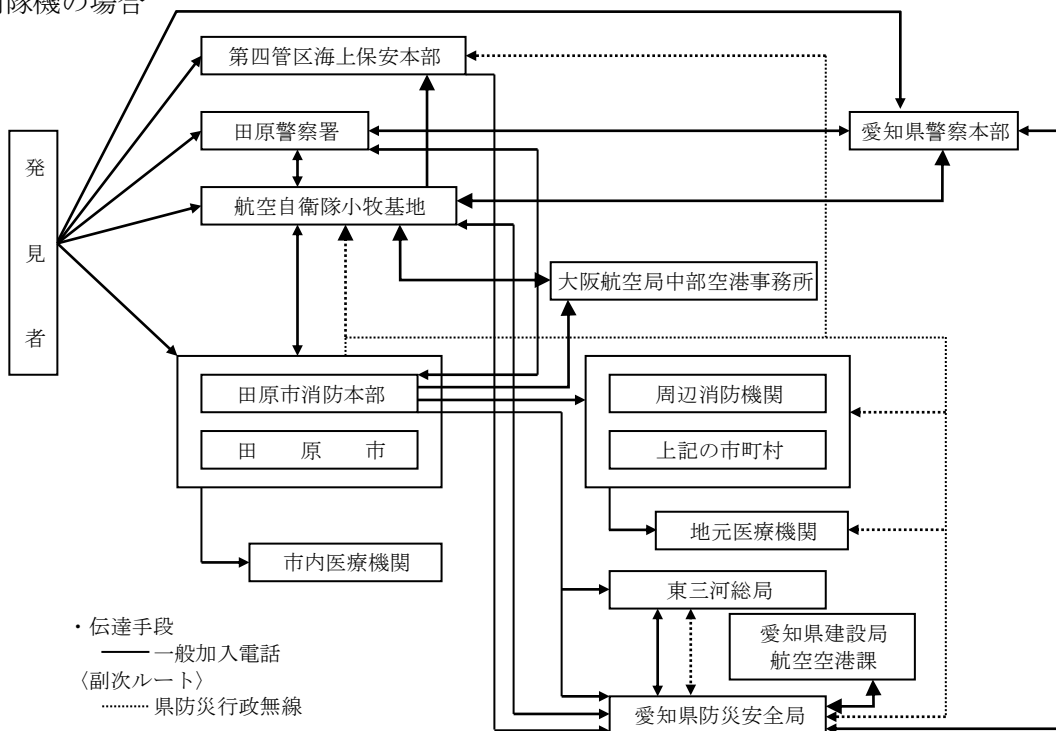 隊機の場合
第四管区海上保安本部
田原警察署
愛知県警察本部
発見者
航空自衛隊小牧基地
大阪航空局中部空港事務所
田原市消防本部
周辺消防機関
田原市
上記の市町村
地元医療機関
市内医療機関
東三河総局
・伝達手段
愛知県建設局
航空空港課
一般加入電話
〈副次ルート〉
県防災行政無線
愛知県防災安全局